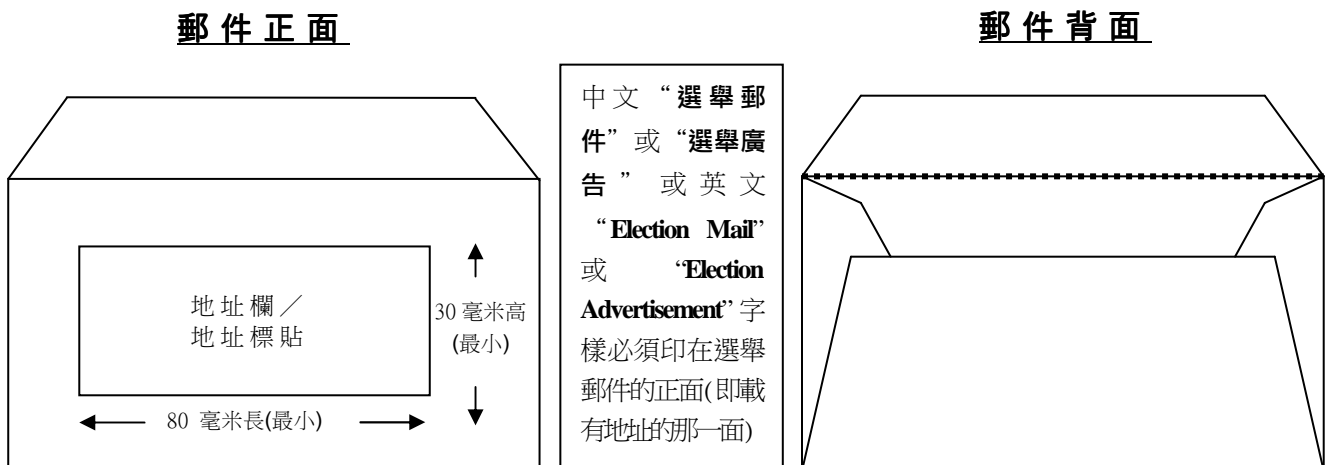 郵件正面
地址欄／
地址標貼
30 毫米高
(最小)
80 毫米長(最小)
中文“選舉郵
件”或“選舉廣
告”或英文
“Election Mail”
或 “Election
Advertisement”字
樣必須印在選舉
郵件的正面(即載
有地址的那一面)
郵件背面